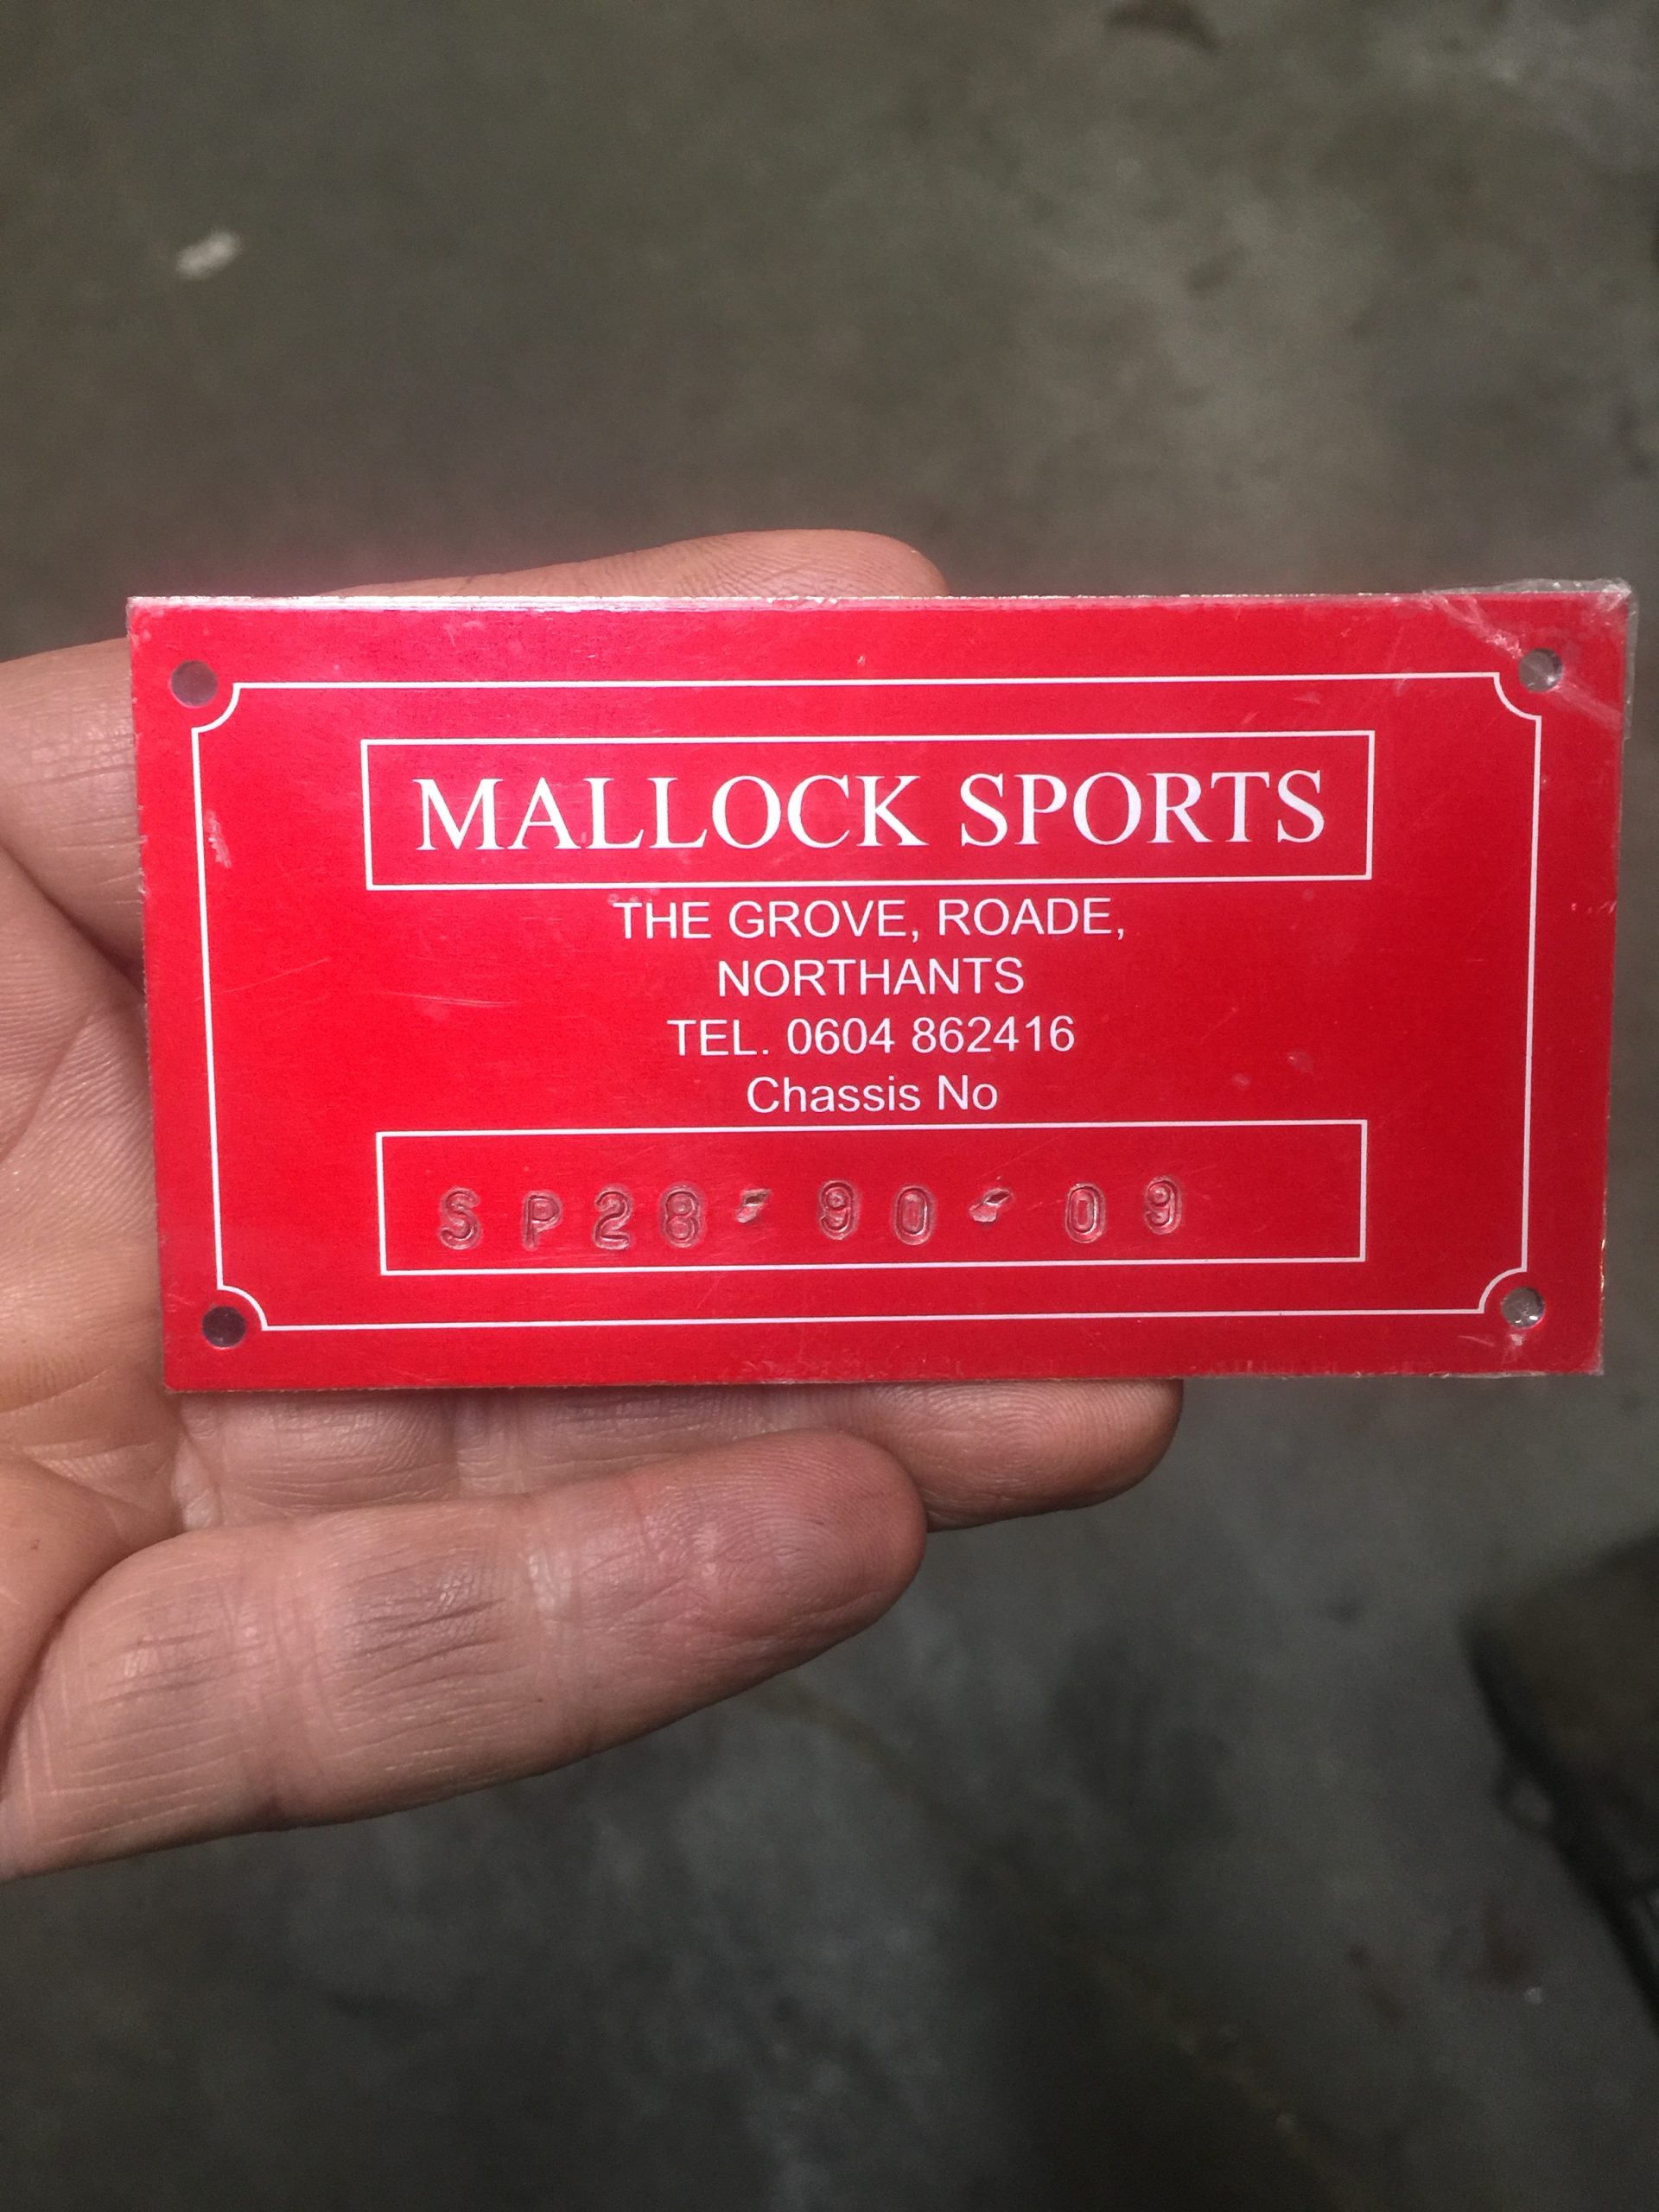 MALLOCK SPORTS
THE GROVE, ROADE,
NORTHANTS
TEL. 0604 862416
Chassis No
SP28-90-09